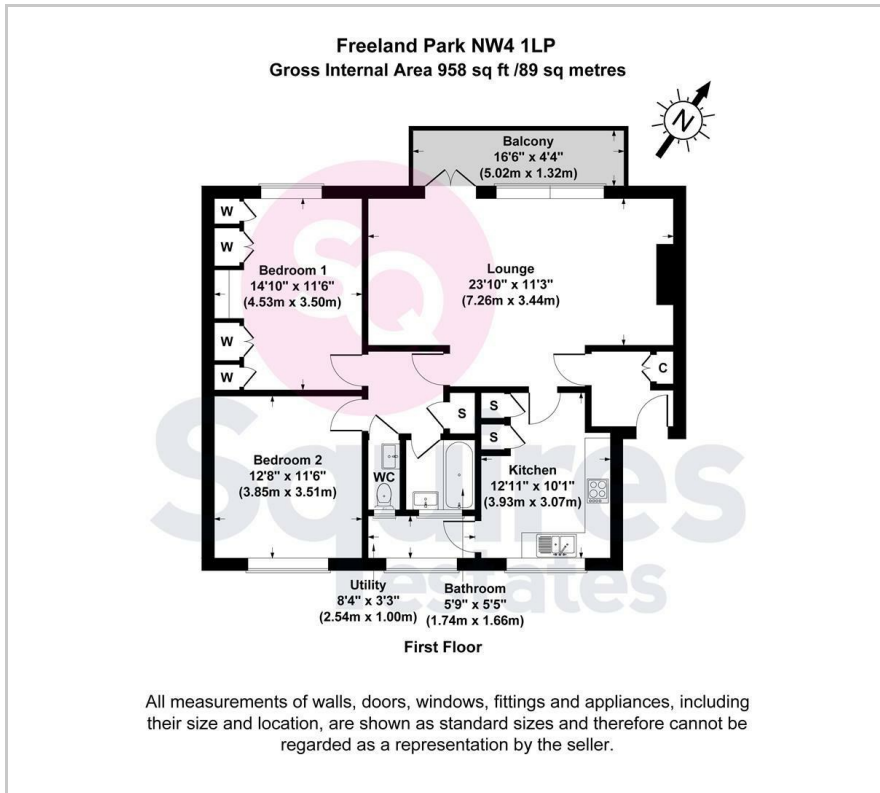 Freeland Park NW4 1LP
Gross Internal Area 958 sq ft /89 sq metres
N
Balcony
16'6" x 4'4"
(5.02m x 1.32m)
W
W
Bedroom 1
14'10" x 11'6"
(4.53m x 3.50m)
W
W
SQ
Lounge
23'10" x 11'3"
(7.26m x 3.44m)
C
S
S
S
Squires
estates
Bedroom 2
12'8" x 11'6"
(3.85m x 3.51m)
WC
Kitchen
12'11" x 10'1"
(3.93m x 3.07m)
Utility
8'4" x 3'3"
(2.54m x 1.00m)
Bathroom
5'9" x 5'5"
(1.74m x 1.66m)
First Floor
All measurements of walls, doors, windows, fittings and appliances, including
their size and location, are shown as standard sizes and therefore cannot be
regarded as a representation by the seller.